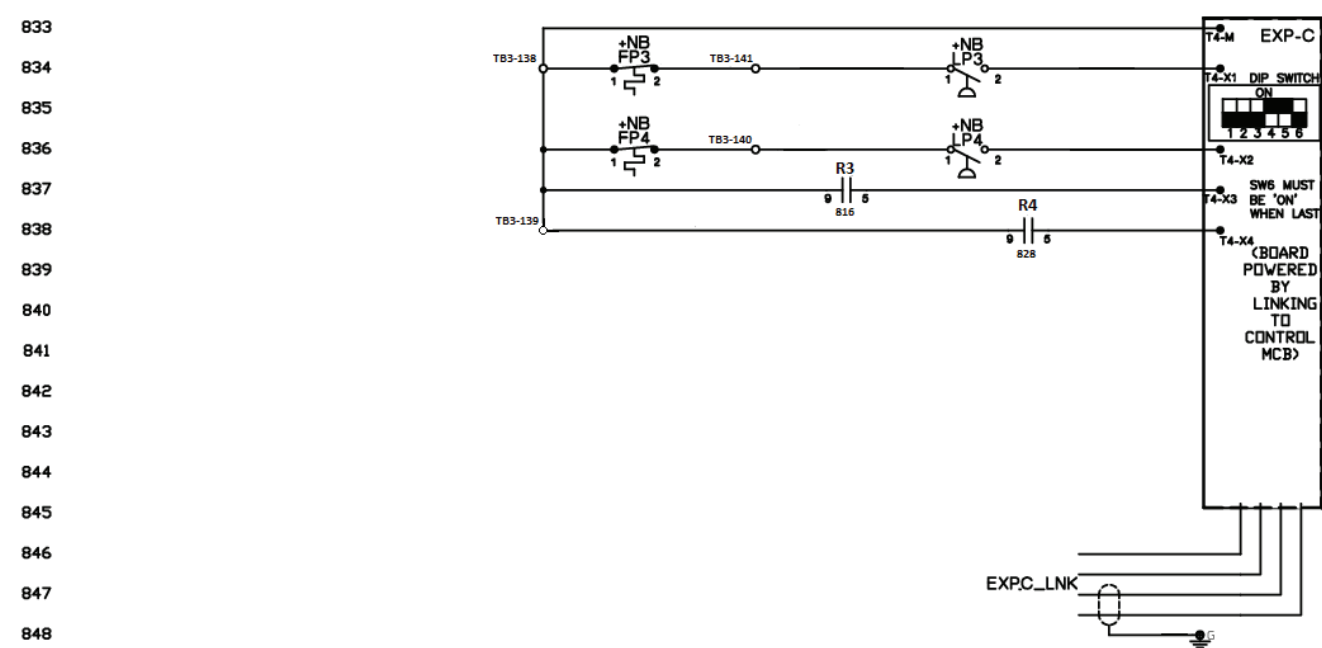 833
T4-M EXP-C
834
TB3-138
+NB
FP3
1 2
TB3-141
+NB
LP3
1 2
T4-X1 DIP SWITCH
ON
1 2 3 4 5 6
835
836
+NB
FP4
1 2
TB3-140
+NB
LP4
1 2
T4-X2
837
R3
9 5
816
T4-X3
SW6 MUST
BE 'ON'
WHEN LAST
838
TB3-139
R4
9 5
828
T4-X4
(BOARD
POWERED
BY
LINKING
TO
CONTROL
MCB)
839
840
841
842
843
844
845
846
847
EXP.C_LNK
848
G